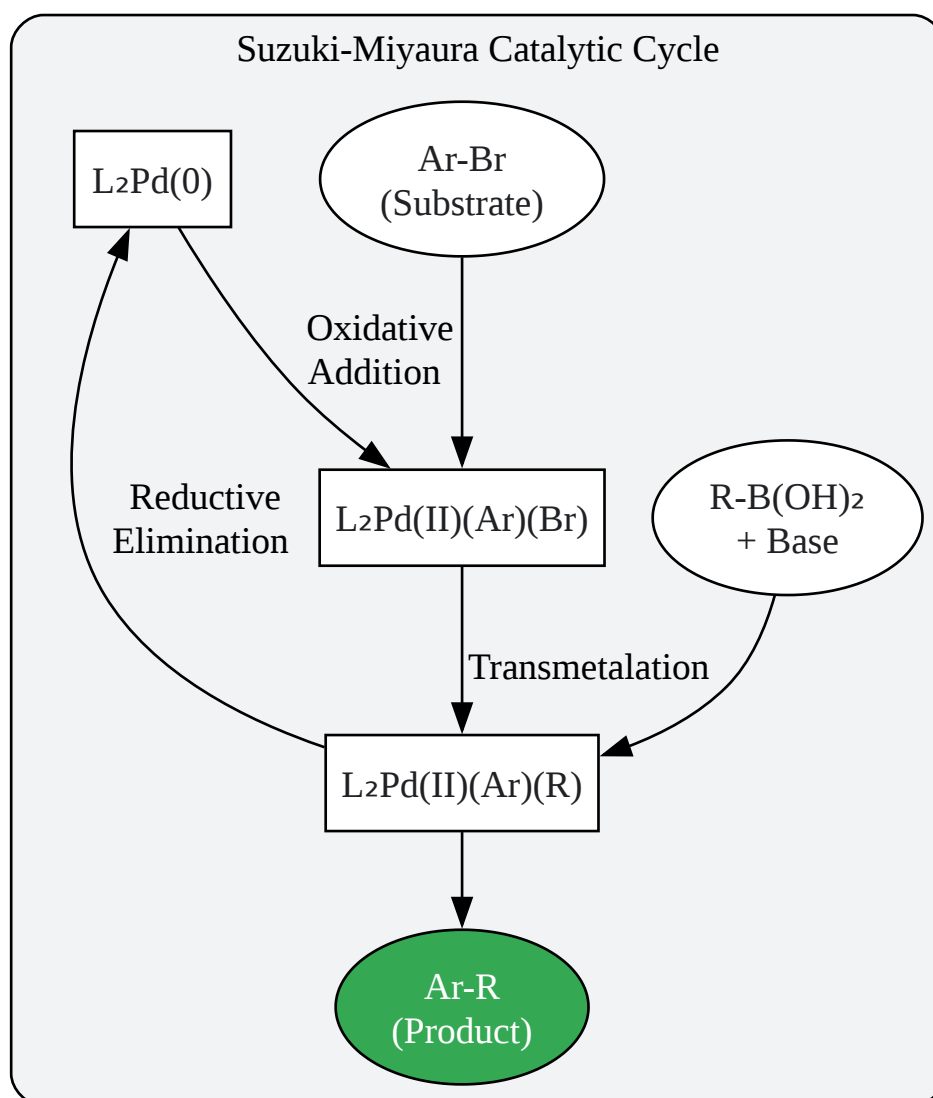 Suzuki-Miyaura Catalytic Cycle
L₂Pd(0)
Ar-Br
(Substrate)
Oxidative
Addition
Reductive
Elimination
L₂Pd(II)(Ar)(Br)
R-B(OH)₂
+ Base
Transmetalation
L₂Pd(II)(Ar)(R)
Ar-R
(Product)